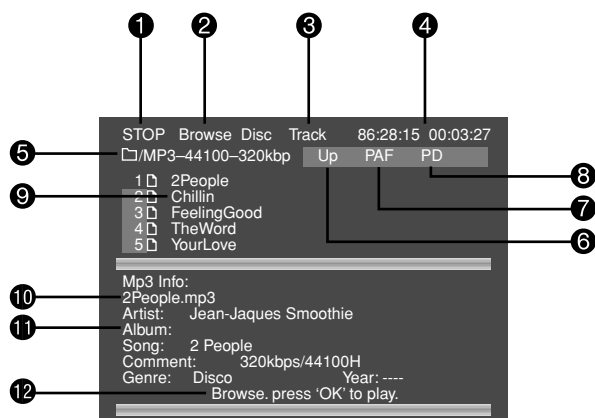 1 2 3 4
STOP Browse Disc Track 86:28:15 00:03:27
5 /MP3–44100–320kbp Up PAF PD 8
1 2People
9 2 Chillin 7
3 FeelingGood
4 TheWord 6
5 YourLove
Mp3 Info:
10 2People.mp3
Artist: Jean-Jaques Smoothie
11 Album:
Song: 2 People
Comment: 320kbps/44100H
Genre: Disco Year: ----
12 Browse. press ‘OK’ to play.